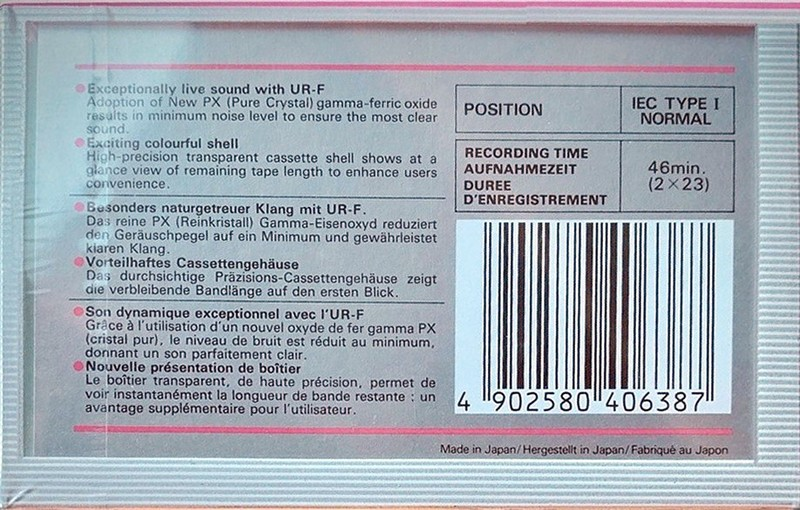 Exceptionally live sound with UR-F
Adoption of New PX (Pure Crystal) gamma-ferric oxide
results in minimum noise level to ensure the most clear
sound.
Exciting colourful shell
High-precision transparent cassette shell shows at a
glance view of remaining tape length to enhance users
convenience.
Besonders naturgetreuer Klang mit UR-F.
Das reine PX (Reinkristall) Gamma-Eisenoxyd reduziert
den Geräuschpegel auf ein Minimum und gewährleistet
klaren Klang.
Vorteilhaftes Cassettengehäuse
Das durchsichtige Präzisions-Cassettengehäuse zeigt
die verbleibende Bandlänge auf den ersten Blick.
Son dynamique exceptionnel avec l'UR-F
Grâce à l'utilisation d'un nouvel oxyde de fer gamma PX
(cristal pur), le niveau de bruit est réduit au minimum,
donnant un son parfaitement clair.
Nouvelle présentation de boîtier
Le boîtier transparent, de haute précision, permet de
voir instantanément la longueur de bande restante : un
avantage supplémentaire pour l'utilisateur.
POSITION
IEC TYPE I
NORMAL
RECORDING TIME
AUFNAHMEZEIT
DUREE
D'ENREGISTREMENT
46min.
(2×23)
4 902580 406387
Made in Japan/Hergestellt in Japan/Fabriqué au Japon